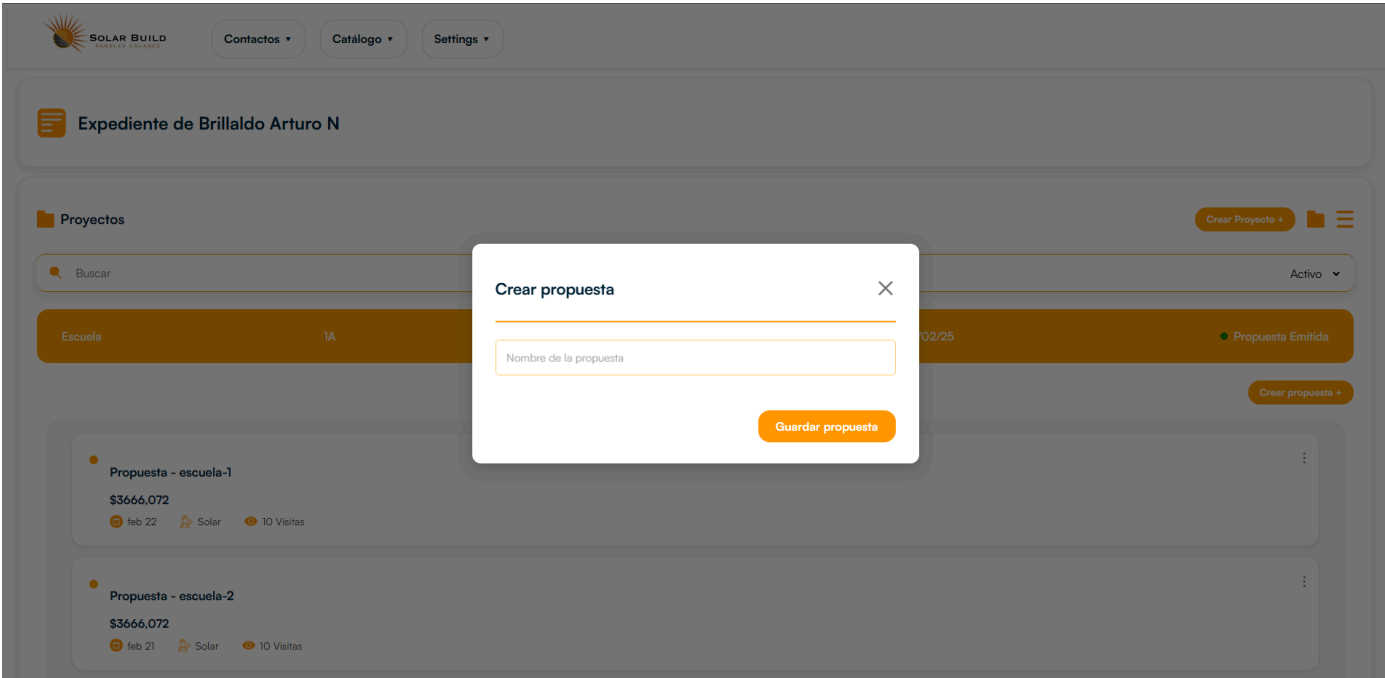 SOLAR BUILD
PANELES SOLARES
Contactos
Catálogo
Settings
Expediente de Brillaldo Arturo N
Proyectos
Crear Proyecto +
Buscar
Activo
Escuela 1A /02/25 Propuesta Emitida
Crear propuesta +
Crear propuesta
Nombre de la propuesta
Guardar propuesta
Propuesta - escuela-1
$3666,072
feb 22 Solar 10 Visitas
Propuesta - escuela-2
$3666,072
feb 21 Solar 10 Visitas